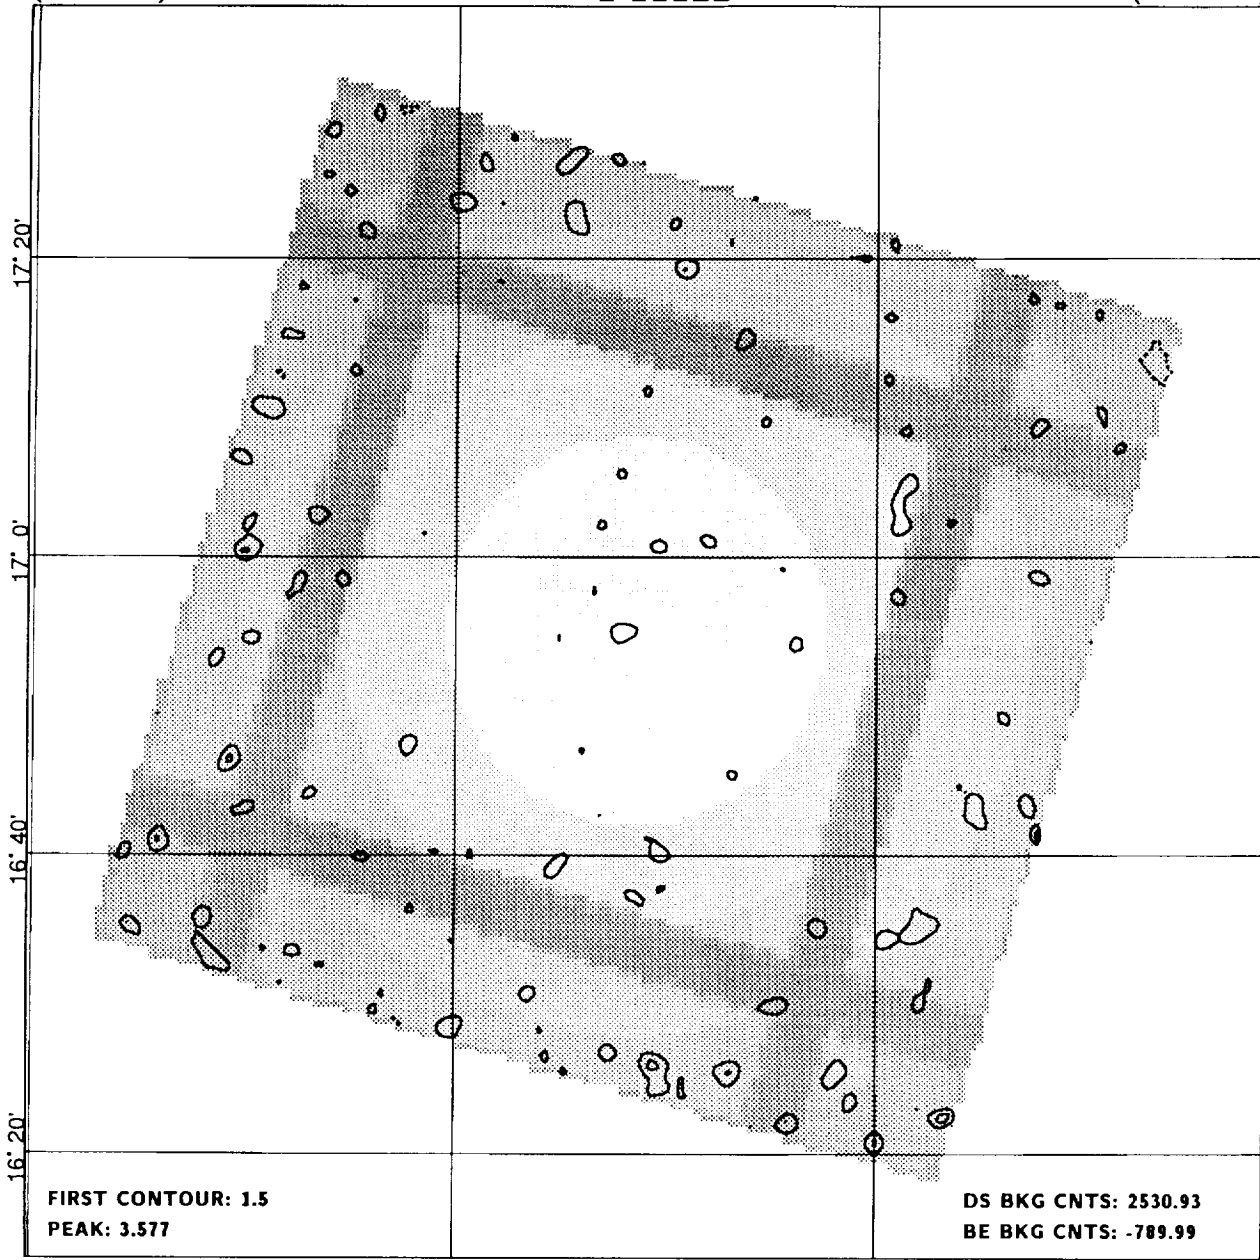 17° 20'
17° 0'
16° 40'
16° 20'
FIRST CONTOUR: 1.5
PEAK: 3.577
DS BKG CNTS: 2530.93
BE BKG CNTS: -789.99